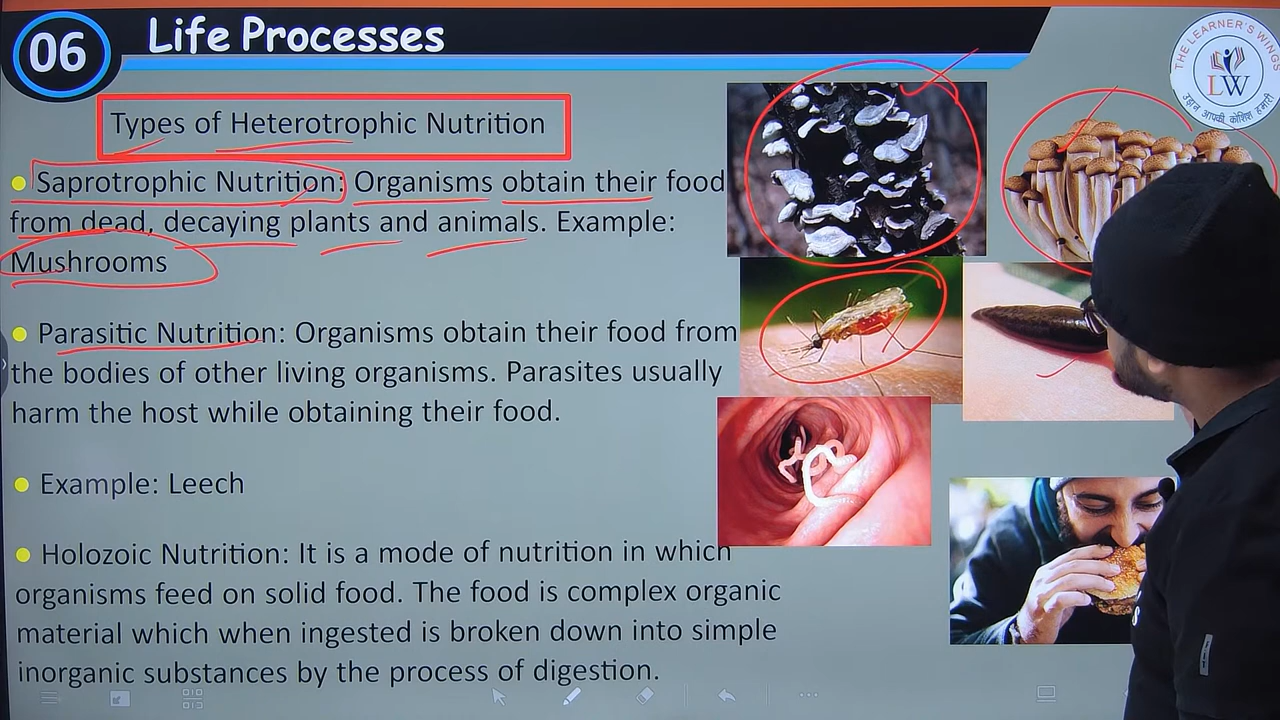 06
Life Processes
THE LEARNER'S WINGS
LW
उड़ान आपकी कोशिश हमारी
Types of Heterotrophic Nutrition
Saprotrophic Nutrition: Organisms obtain their food
from dead, decaying plants and animals. Example:
Mushrooms
Parasitic Nutrition: Organisms obtain their food from
the bodies of other living organisms. Parasites usually
harm the host while obtaining their food.
Example: Leech
Holozoic Nutrition: It is a mode of nutrition in which
organisms feed on solid food. The food is complex organic
material which when ingested is broken down into simple
inorganic substances by the process of digestion.